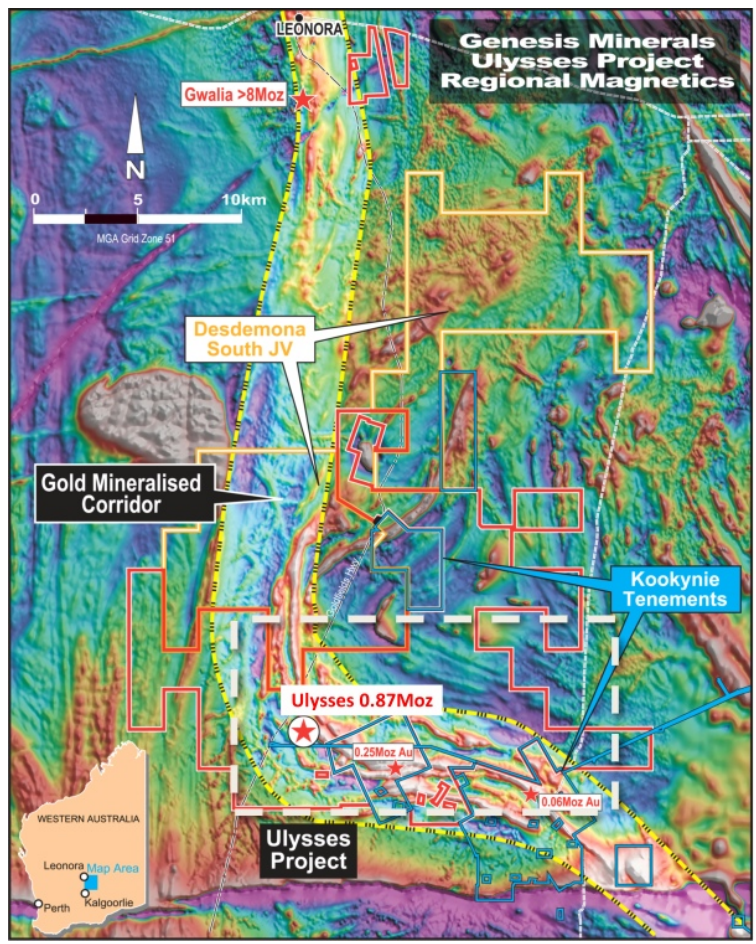 LEONORA
Genesis Minerals
Ulysses Project
Regional Magnetics
Gwalia >8Moz
N
0 5 10km
MGA Grid Zone 51
Desdemona
South JV
Gold Mineralised
Corridor
Goldfields Hwy
Kookynie
Tenements
Ulysses 0.87Moz
0.25Moz Au
0.06Moz Au
Ulysses
Project
WESTERN AUSTRALIA
Leonora
Map Area
Kalgoorlie
Perth